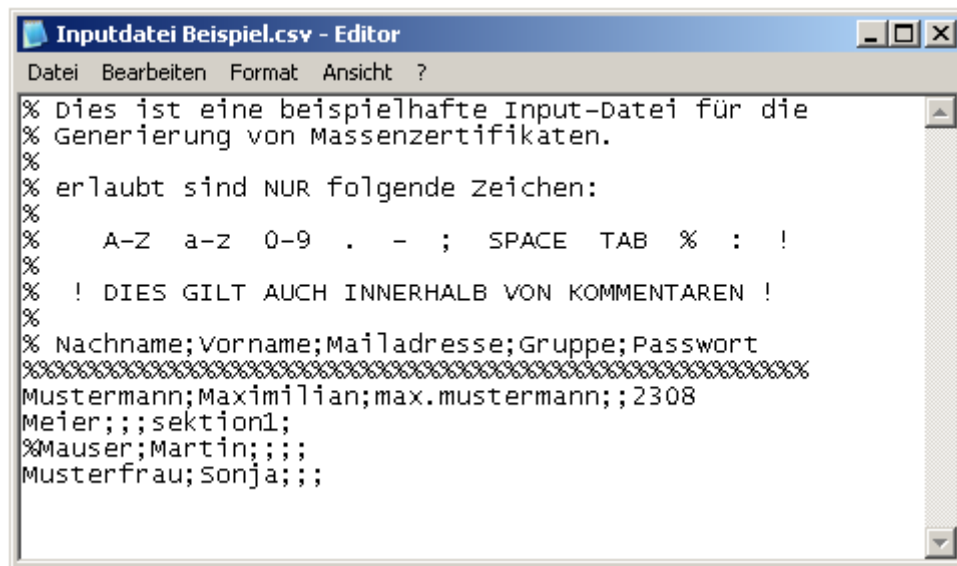 Inputdatei Beispiel.csv - Editor
Datei Bearbeiten Format Ansicht ?
% Dies ist eine beispielhafte Input-Datei für die
% Generierung von Massenzertifikaten.
%
% erlaubt sind NUR folgende Zeichen:
%
% A-Z a-z 0-9 . - ; SPACE TAB % : !
%
% ! DIES GILT AUCH INNERHALB VON KOMMENTAREN !
%
% Nachname;Vorname;Mailadresse;Gruppe;Passwort
%%%%%%%%%%%%%%%%%%%%%%%%%%%%%%%%%%%%%%%%%%%%%%%%%
Mustermann;Maximilian;max.mustermann;;2308
Meier;;;sektion1;
%Mauser;Martin;;;;
Musterfrau;Sonja;;;